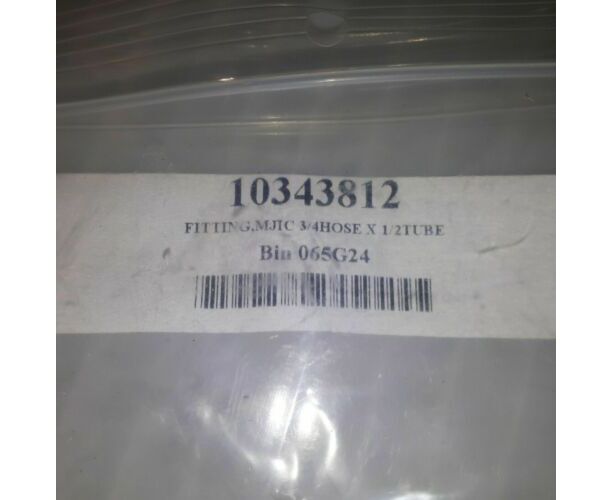 10343812
FITTING,MJIC 3/4HOSE X 1/2TUBE
Bin 065G24